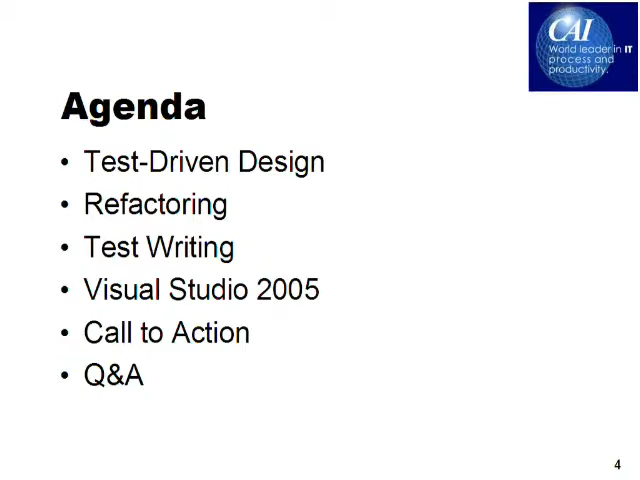 CAI
World leader in IT
process and
productivity.
Agenda
• Test-Driven Design
• Refactoring
• Test Writing
• Visual Studio 2005
• Call to Action
• Q&A
4